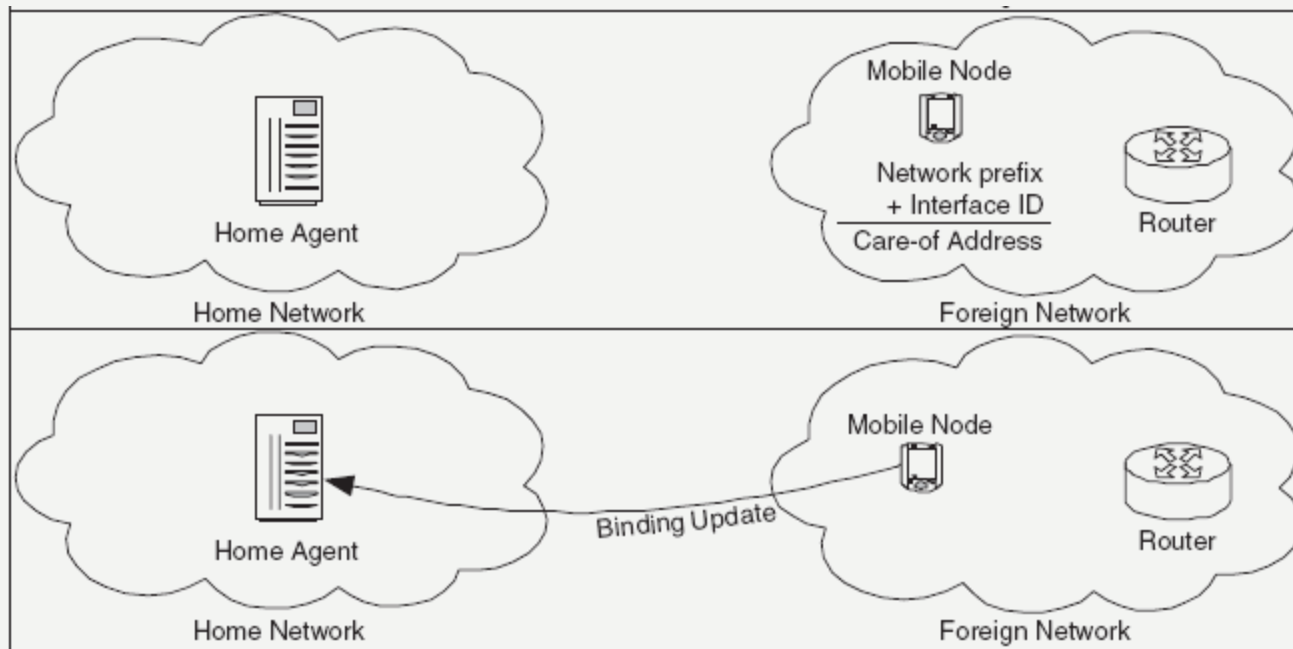 Mobile Node
Network prefix
+ Interface ID
Care-of Address
Router
Home Agent
Home Network
Foreign Network
Mobile Node
Binding Update
Home Agent
Router
Home Network
Foreign Network